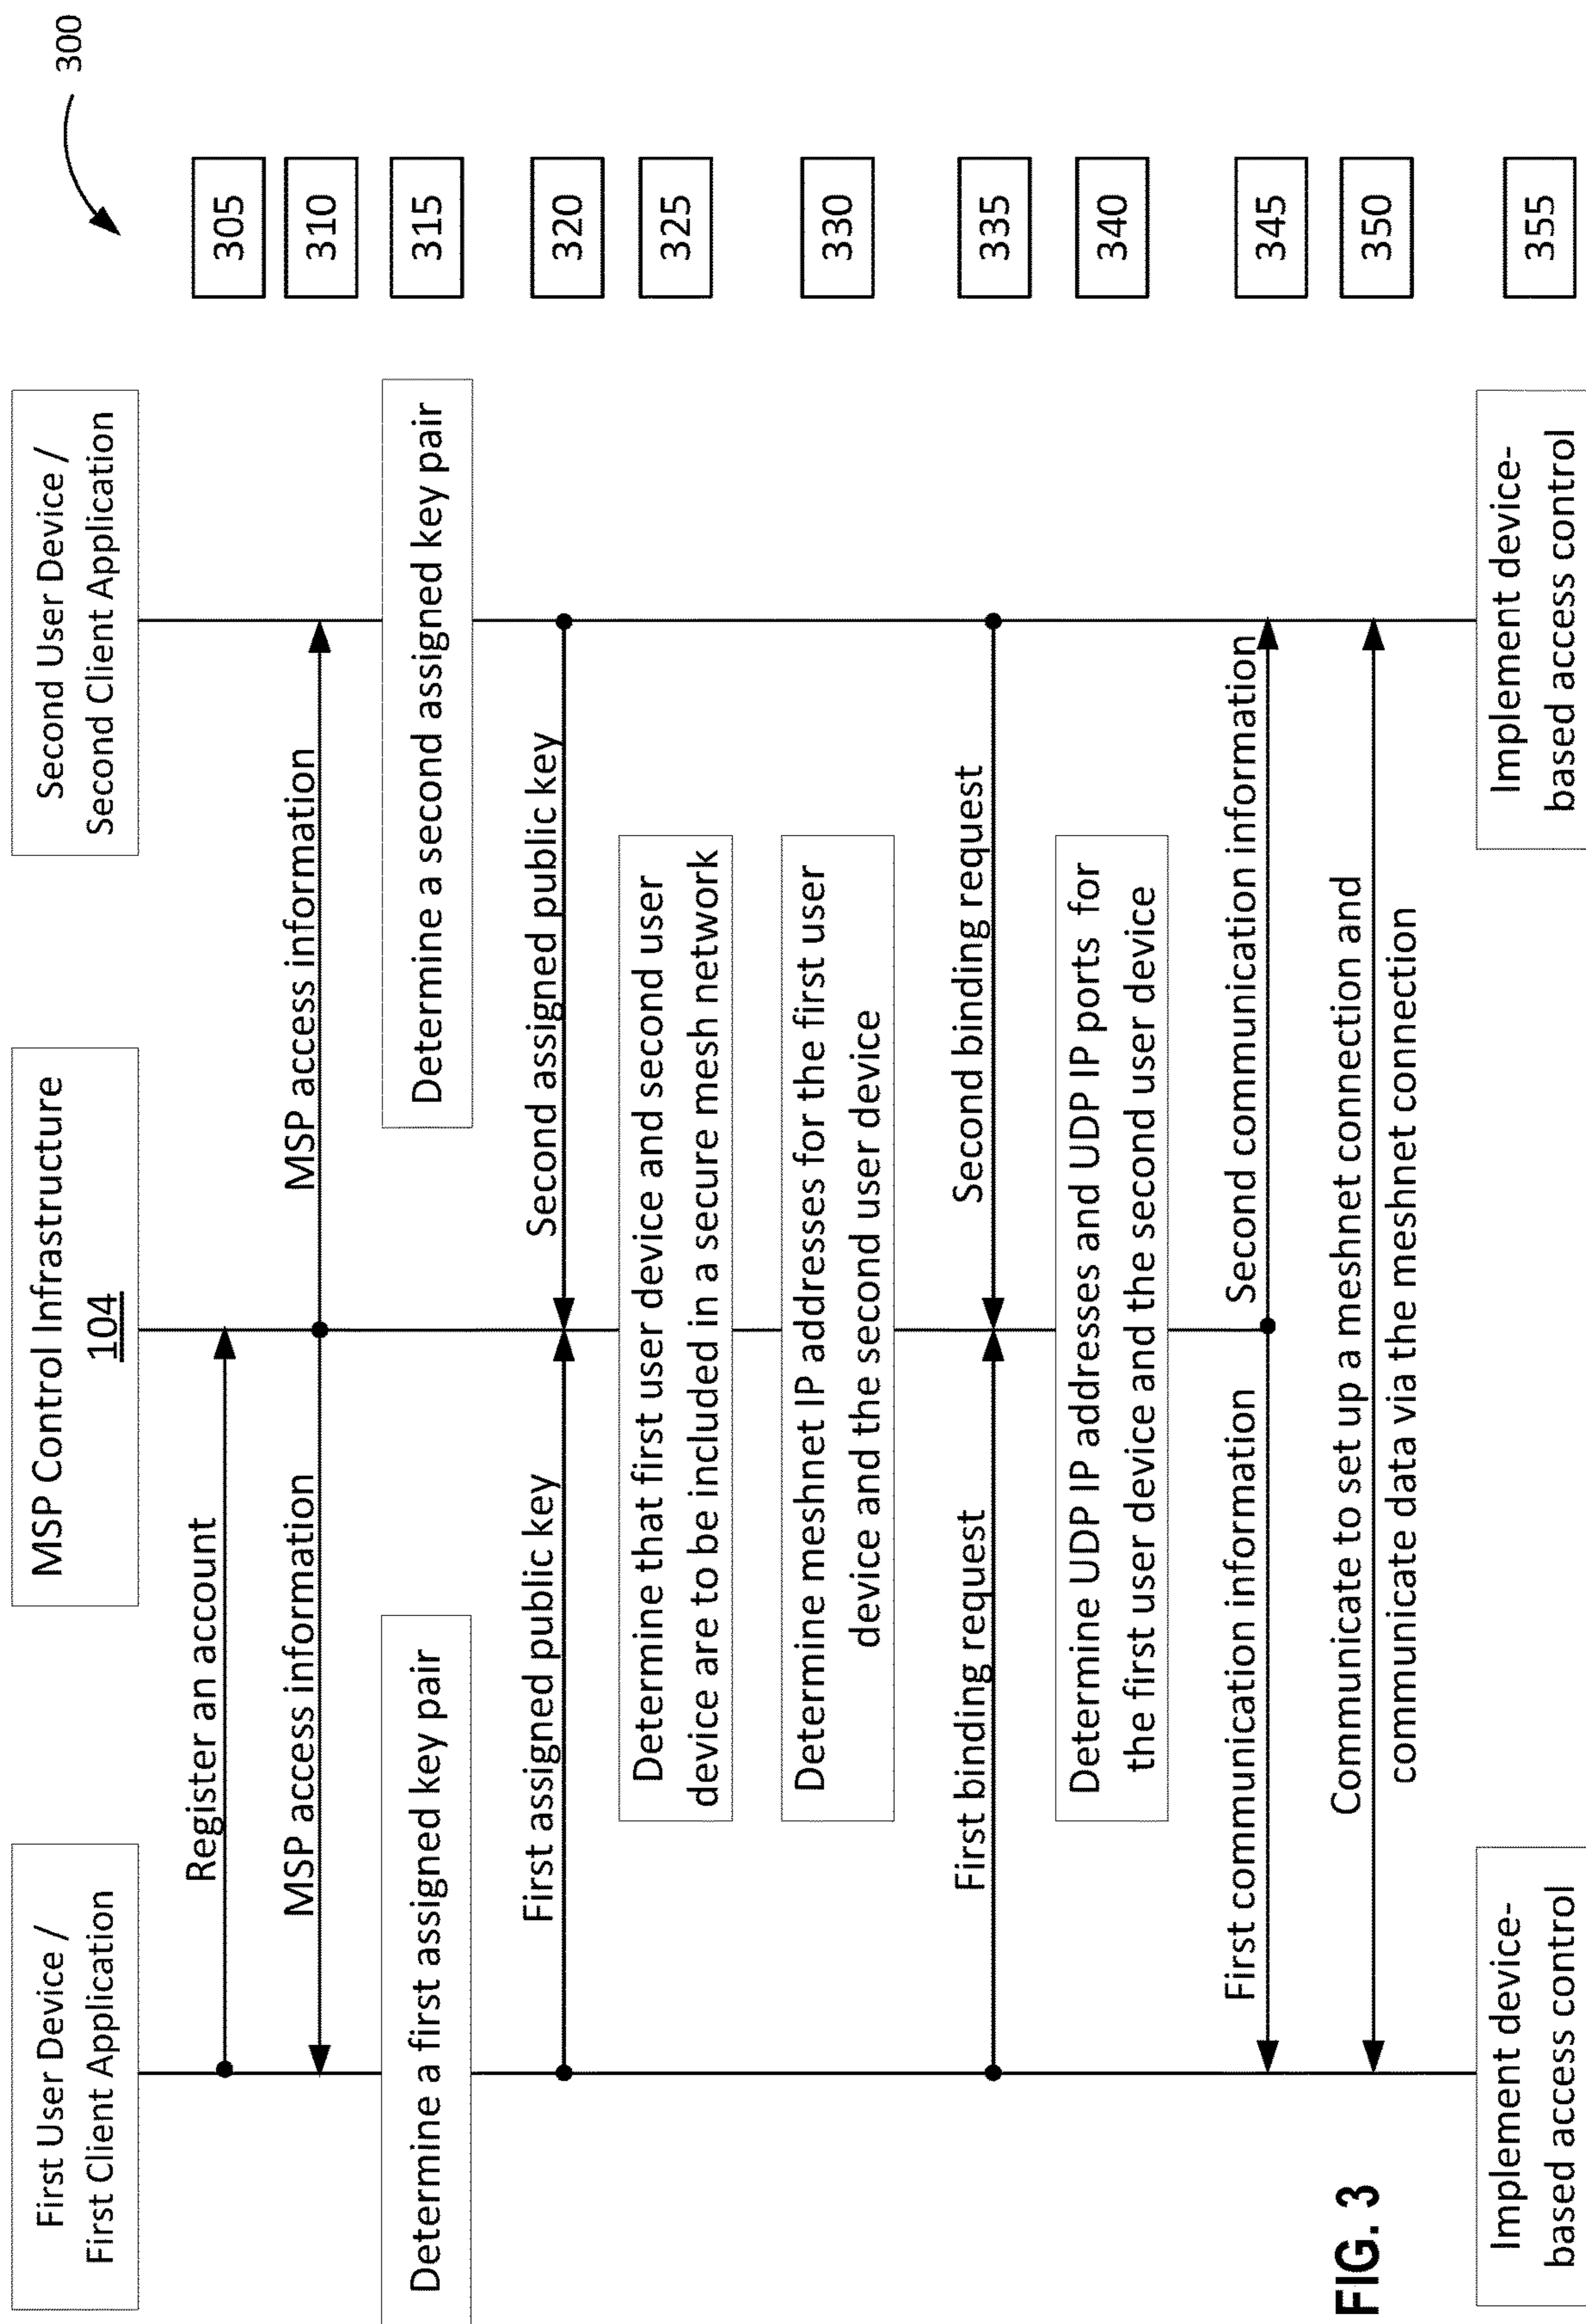 300
First User Device /
First Client Application
MSP Control Infrastructure
104
Second User Device /
Second Client Application
Register an account
305
MSP access information
MSP access information
310
Determine a first assigned key pair
Determine a second assigned key pair
315
First assigned public key
Second assigned public key
320
Determine that first user device and second user
device are to be included in a secure mesh network
325
Determine meshnet IP addresses for the first user
device and the second user device
330
First binding request
Second binding request
335
Determine UDP IP addresses and UDP IP ports for
the first user device and the second user device
340
First communication information
Second communication information
345
Communicate to set up a meshnet connection and
communicate data via the meshnet connection
350
Implement device-
based access control
Implement device-
based access control
355
FIG. 3